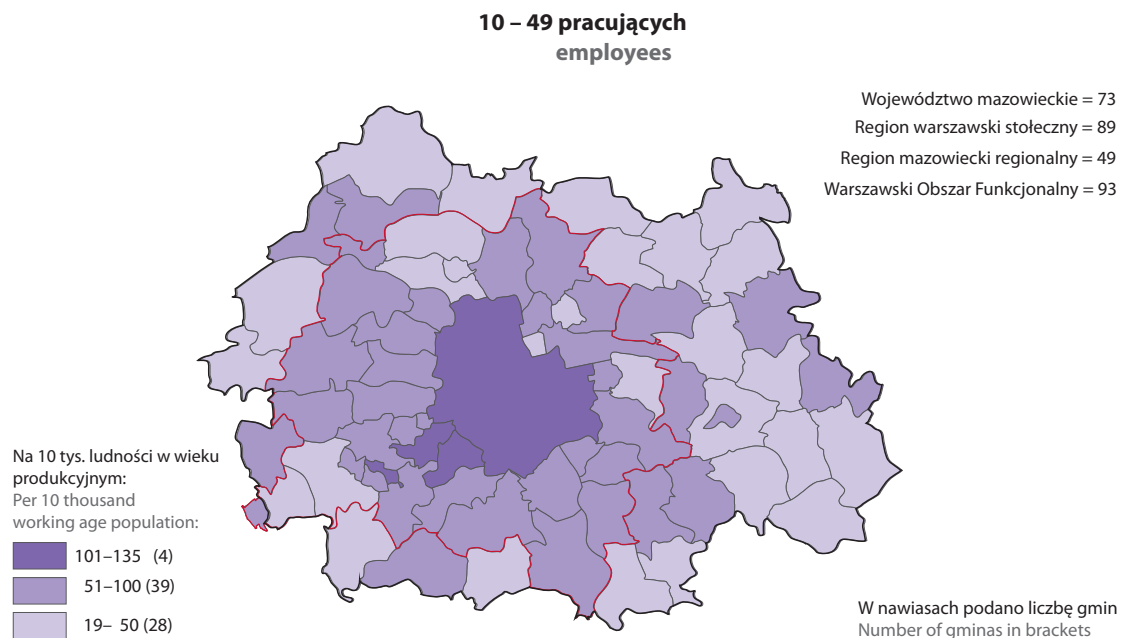 10 – 49 pracujących
employees
Województwo mazowieckie = 73
Region warszawski stołeczny = 89
Region mazowiecki regionalny = 49
Warszawski Obszar Funkcjonalny = 93
Na 10 tys. ludności w wieku
produkcyjnym:
Per 10 thousand
working age population:
101–135 (4)
51–100 (39)
19– 50 (28)
W nawiasach podano liczbę gmin
Number of gminas in brackets